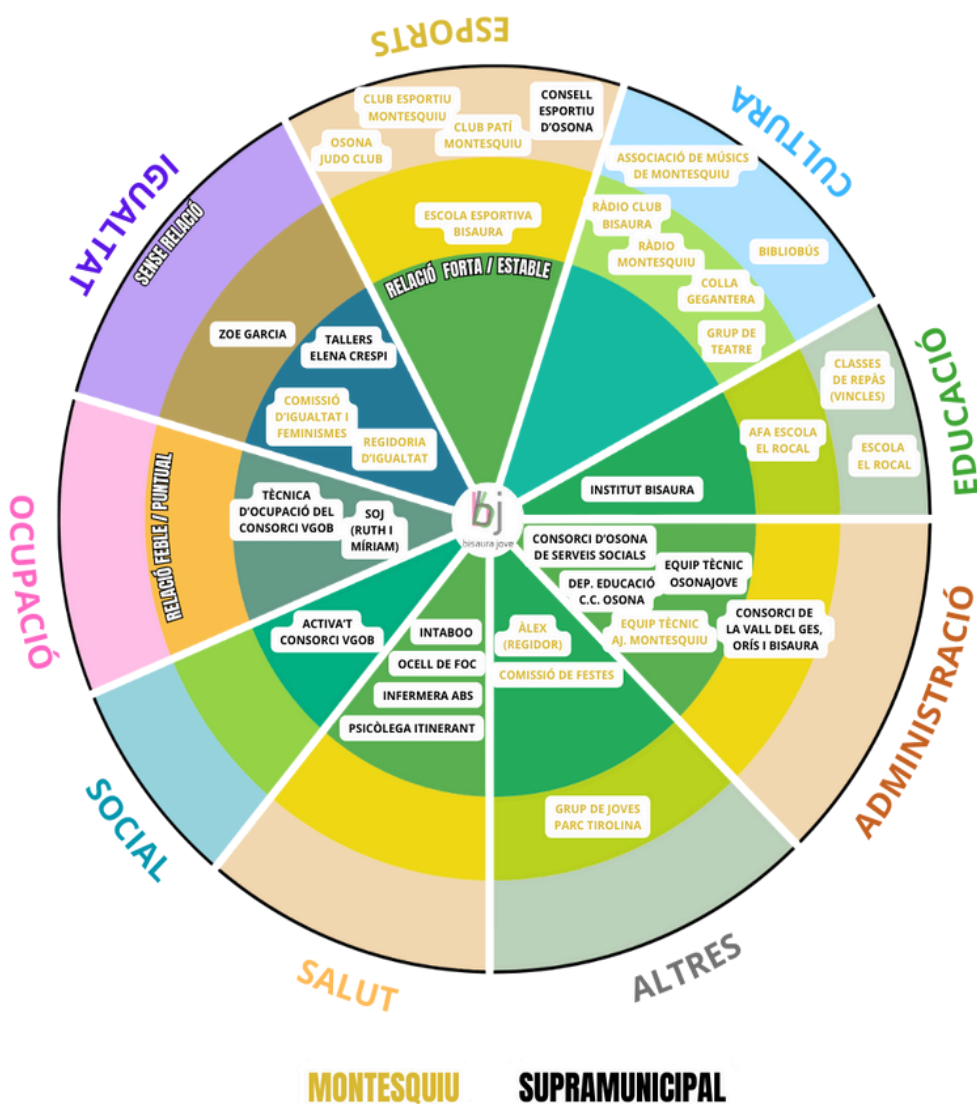 ESPORTS
CLUB ESPORTIU
MONTESQUIU
CONSELL
ESPORTIU
D'OSONA
CLUB PATÍ
MONTESQUIU
OSONA
JUDO CLUB
ESCOLA ESPORTIVA
BISAURA
RELACIÓ FORTA / ESTABLE
CULTURA
ASSOCIACIÓ DE MÚSICS
DE MONTESQUIU
RÀDIO CLUB
BISAURA
RÀDIO
MONTESQUIU
BIBLIOBÚS
COLLA
GEGANTERA
GRUP DE
TEATRE
EDUCACIÓ
CLASSES
DE REPÀS
(VINCLES)
AFA ESCOLA
EL ROCAL
ESCOLA
EL ROCAL
INSTITUT BISAURA
ADMINISTRACIÓ
CONSORCI D'OSONA
DE SERVEIS SOCIALS
EQUIP TÈCNIC
OSONAJOVE
DEP. EDUCACIÓ
C.C. OSONA
EQUIP TÈCNIC
AJ. MONTESQUIU
CONSORCI DE
LA VALL DEL GES,
ORÍS I BISAURA
ALTRES
ÀLEX
(REGIDOR)
COMISSIÓ DE FESTES
GRUP DE JOVES
PARC TIROLINA
SALUT
INTABOO
OCELL DE FOC
INFERMERA ABS
PSICÒLEGA ITINERANT
SOCIAL
ACTIVA'T
CONSORCI VGOB
OCUPACIÓ
RELACIÓ FEBLE / PUNTUAL
TÈCNICA
D'OCUPACIÓ DEL
CONSORCI VGOB
SOJ
(RUTH I
MÍRIAM)
IGUALTAT
SENSE RELACIÓ
ZOE GARCIA
TALLERS
ELENA CRESPI
COMISSIÓ
D'IGUALTAT I
FEMINISMES
REGIDORIA
D'IGUALTAT
bj
bisaura jove
MONTESQUIU
SUPRAMUNICIPAL